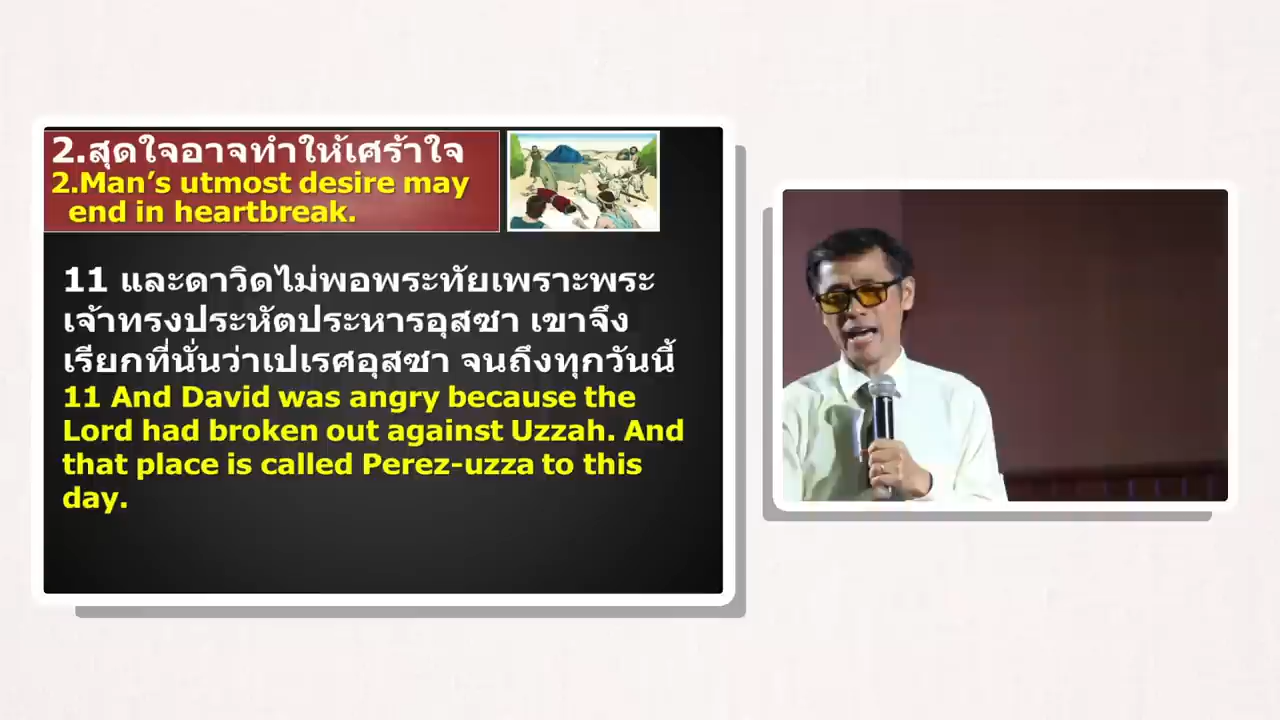 2.สุดใจอาจทำให้เศร้าใจ
2.Man’s utmost desire may
end in heartbreak.
11 และดาวิดไม่พอพระทัยเพราะพระ
เจ้าทรงประหัตประหารอุสซา เขาจึง
เรียกที่นั่นว่าเปเรศอุสซา จนถึงทุกวันนี้
11 And David was angry because the
Lord had broken out against Uzzah. And
that place is called Perez-uzza to this
day.